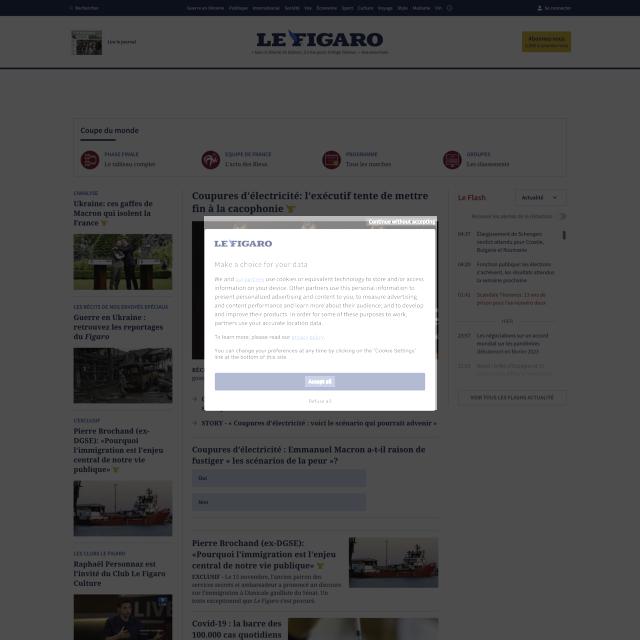 Rechercher
Guerre en Ukraine Politique International Société Vox Économie Sport Culture Voyage Style Madame Vin
Se connecter
Lire le journal
LE FIGARO
Abonnez-vous
Coupe du monde
PHASE FINALE
Le tableau complet
EQUIPE DE FRANCE
L'actu des Bleus
PROGRAMME
Tous les matches
GROUPES
Les classements
L'ANALYSE
Ukraine: ces gaffes de
Macron qui isolent la
France
LES RÉCITS DE NOS ENVOYÉS SPÉCIAUX
Guerre en Ukraine :
retrouvez les reportages
du Figaro
L'EXCLUSIF
Pierre Brochand (ex-
DGSE): «Pourquoi
l'immigration est l'enjeu
central de notre vie
publique»
LES CLUBS LE FIGARO
Raphaël Personnaz est
l'invité du Club Le Figaro
Culture
LIVE
Coupures d'électricité: l'exécutif tente de mettre
fin à la cacophonie
Continue without accepting
LE FIGARO
Make a choice for your data
We and our partners use cookies or equivalent technology to store and/or access
information on your device. Other partners use this personal information to
present personalized advertising and content to you, to measure advertising
and content performance and learn more about their audience; and to develop
and improve their products. In order for some of these purposes to work,
partners use your accurate location data.
To learn more: please read our privacy policy.
You can change your preferences at any time by clicking on the "Cookie Settings"
link at the bottom of this site.
Accept all
Refuse all
STORY - « Coupures d'électricité : voici le scénario qui pourrait advenir »
Coupures d'électricité : Emmanuel Macron a-t-il raison de
fustiger « les scénarios de la peur »?
Oui
Non
Pierre Brochand (ex-DGSE):
«Pourquoi l'immigration est l'enjeu
central de notre vie publique»
EXCLUSIF - Le 15 novembre, l'ancien patron des
services secrets et ambassadeur a prononcé un discours
sur l'immigration à l'Amicale gaulliste du Sénat. Un
texte exceptionnel que Le Figaro s'est procuré.
Covid-19 : la barre des
100.000 cas quotidiens
Le Flash
Actualité
Recevoir les alertes de la rédaction
04:37
Élargissement de Schengen:
verdict attendu pour Croatie,
Bulgarie et Roumanie
04:28
Fonction publique: les élections
s'achèvent, les résultats attendus
la semaine prochaine
01:41
Scandale Theranos: 13 ans de
prison pour l'ex-numéro deux
HIER
23:57
Les négociations sur un accord
mondial sur les pandémies
débuteront en février 2023
VOIR TOUS LES FLASHS ACTUALITÉ